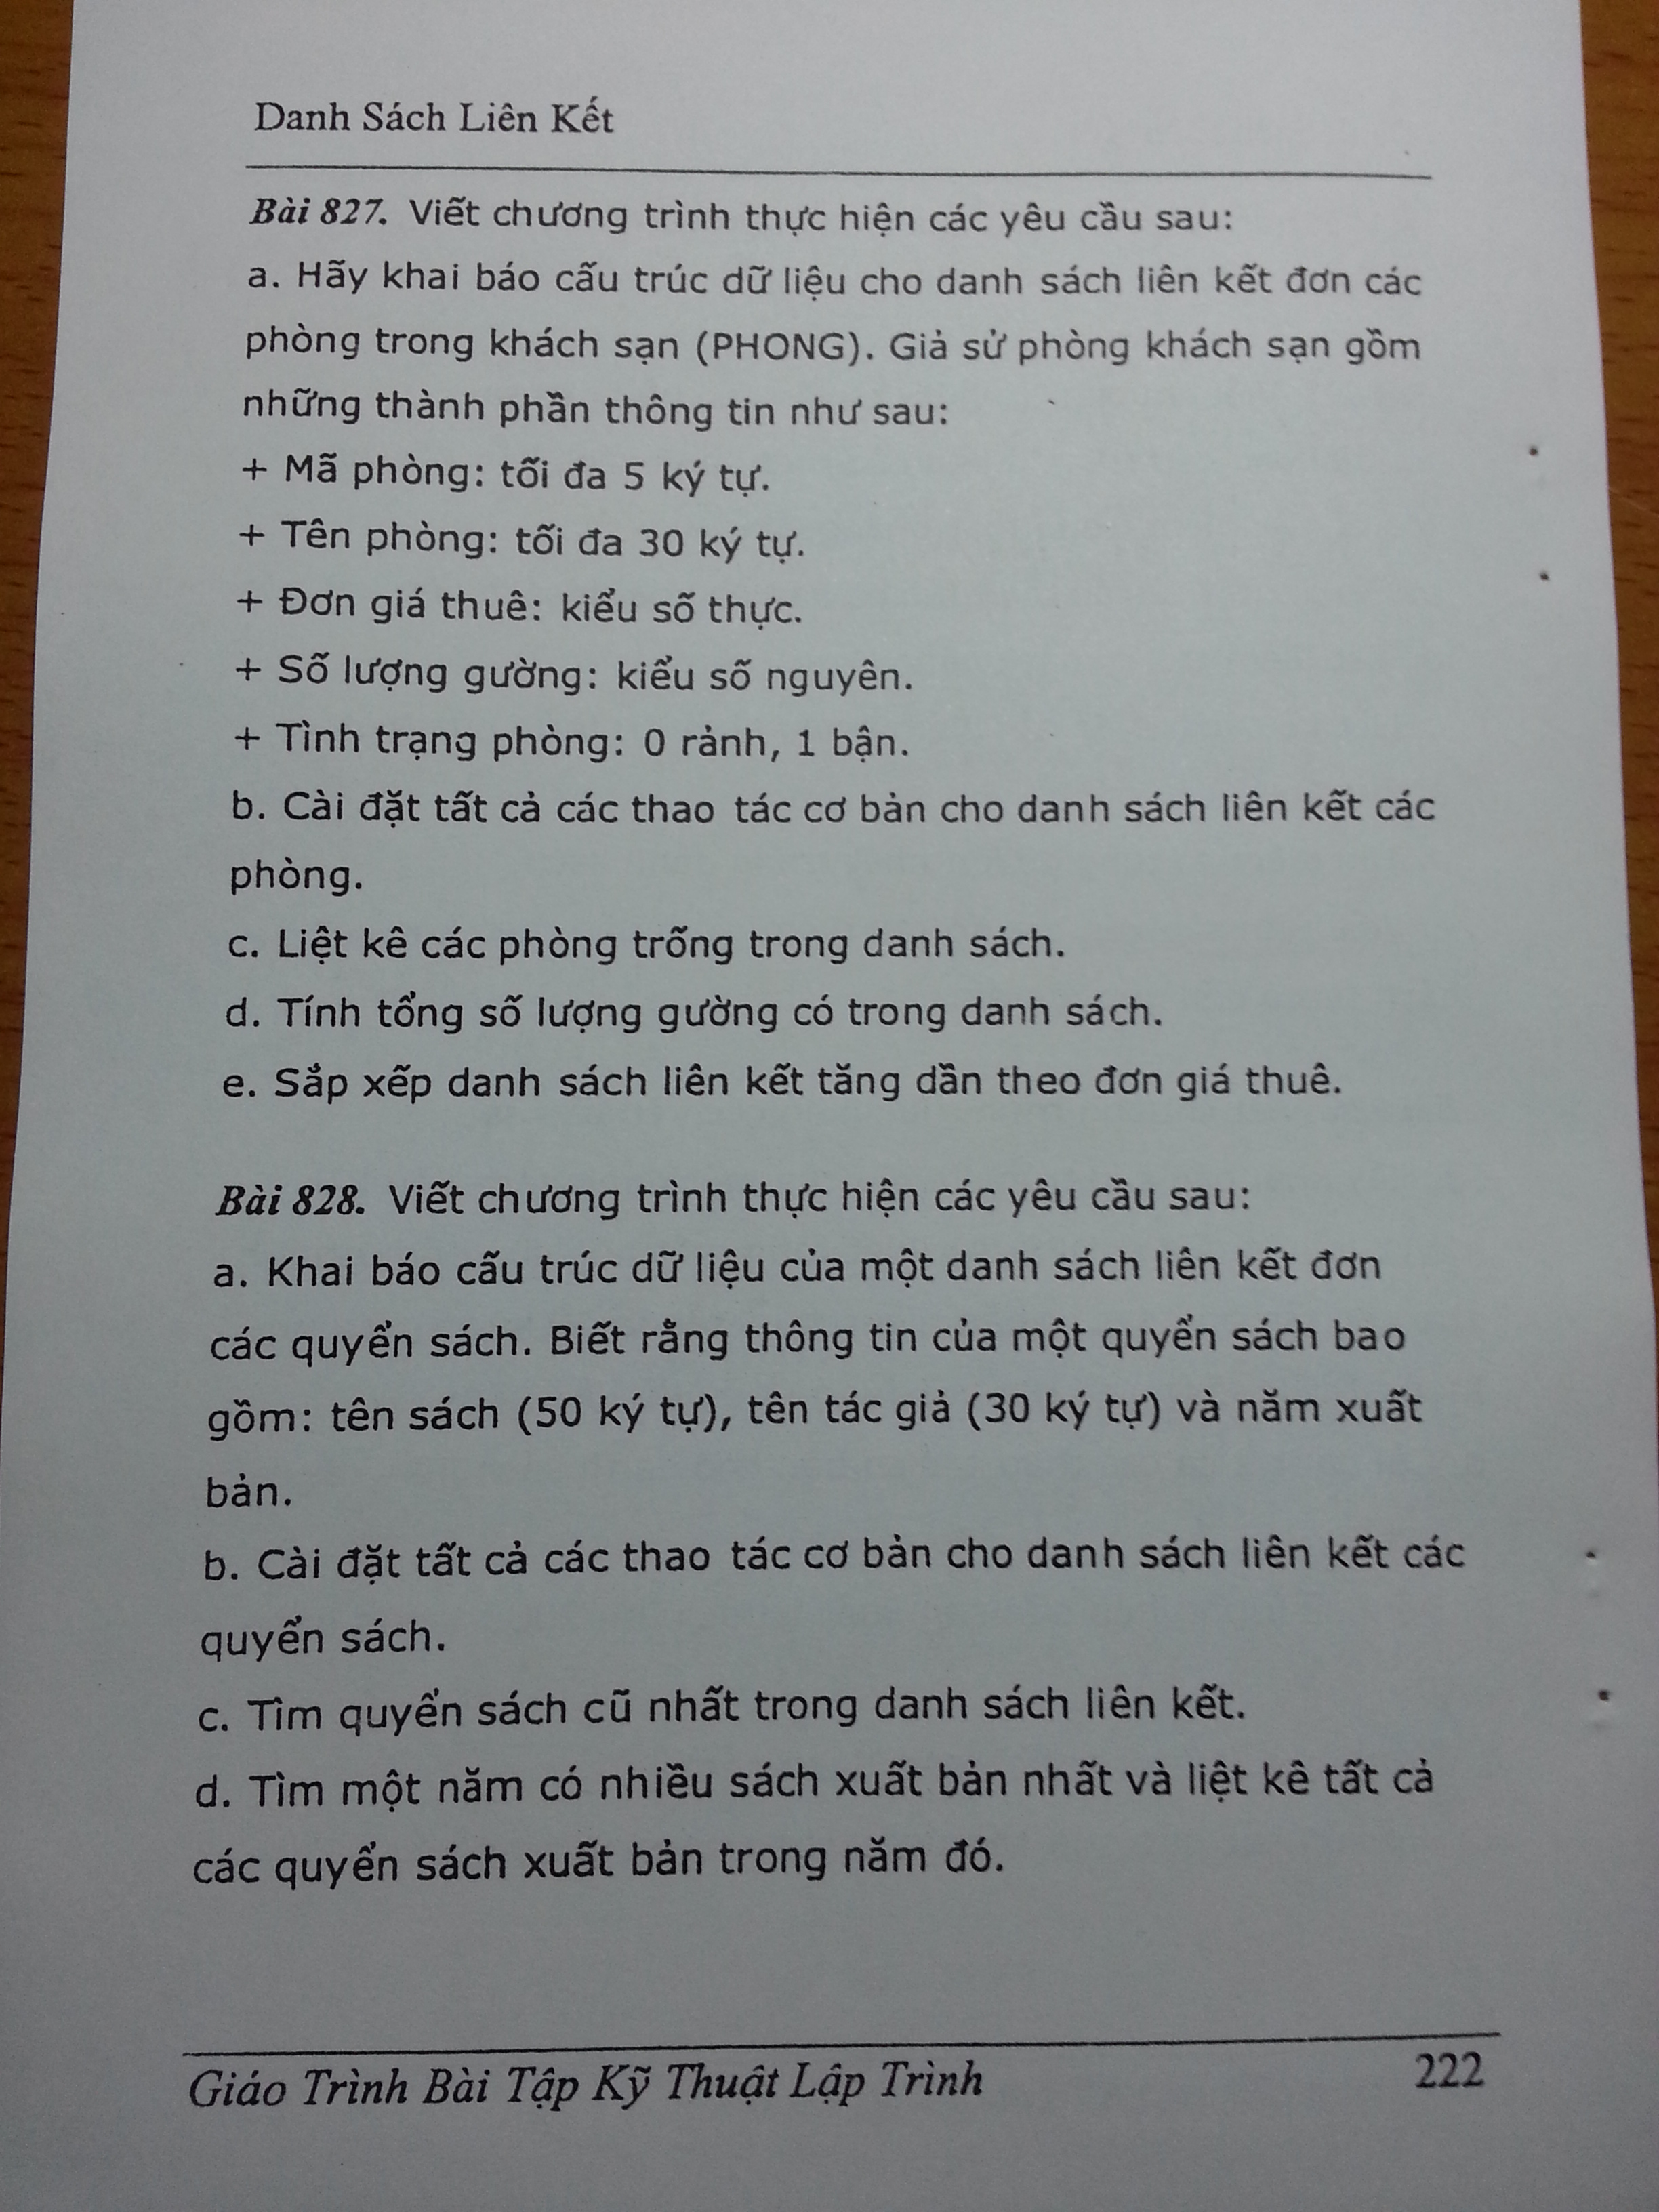 Danh Sách Liên Kết
Bài 827. Viết chương trình thực hiện các yêu cầu sau:
a. Hãy khai báo cấu trúc dữ liệu cho danh sách liên kết đơn các
phòng trong khách sạn (PHONG). Giả sử phòng khách sạn gồm
những thành phần thông tin như sau:
+ Mã phòng: tối đa 5 ký tự.
+ Tên phòng: tối đa 30 ký tự.
+ Đơn giá thuê: kiểu số thực.
+ Số lượng gường: kiểu số nguyên.
+ Tình trạng phòng: 0 rảnh, 1 bận.
b. Cài đặt tất cả các thao tác cơ bản cho danh sách liên kết các
phòng.
c. Liệt kê các phòng trống trong danh sách.
d. Tính tổng số lượng gường có trong danh sách.
e. Sắp xếp danh sách liên kết tăng dần theo đơn giá thuê.
Bài 828. Viết chương trình thực hiện các yêu cầu sau:
a. Khai báo cấu trúc dữ liệu của một danh sách liên kết đơn
các quyển sách. Biết rằng thông tin của một quyển sách bao
gồm: tên sách (50 ký tự), tên tác giả (30 ký tự) và năm xuất
bản.
b. Cài đặt tất cả các thao tác cơ bản cho danh sách liên kết các
quyển sách.
c. Tìm quyển sách cũ nhất trong danh sách liên kết.
d. Tìm một năm có nhiều sách xuất bản nhất và liệt kê tất cả
các quyển sách xuất bản trong năm đó.
Giáo Trình Bài Tập Kỹ Thuật Lập Trình 222